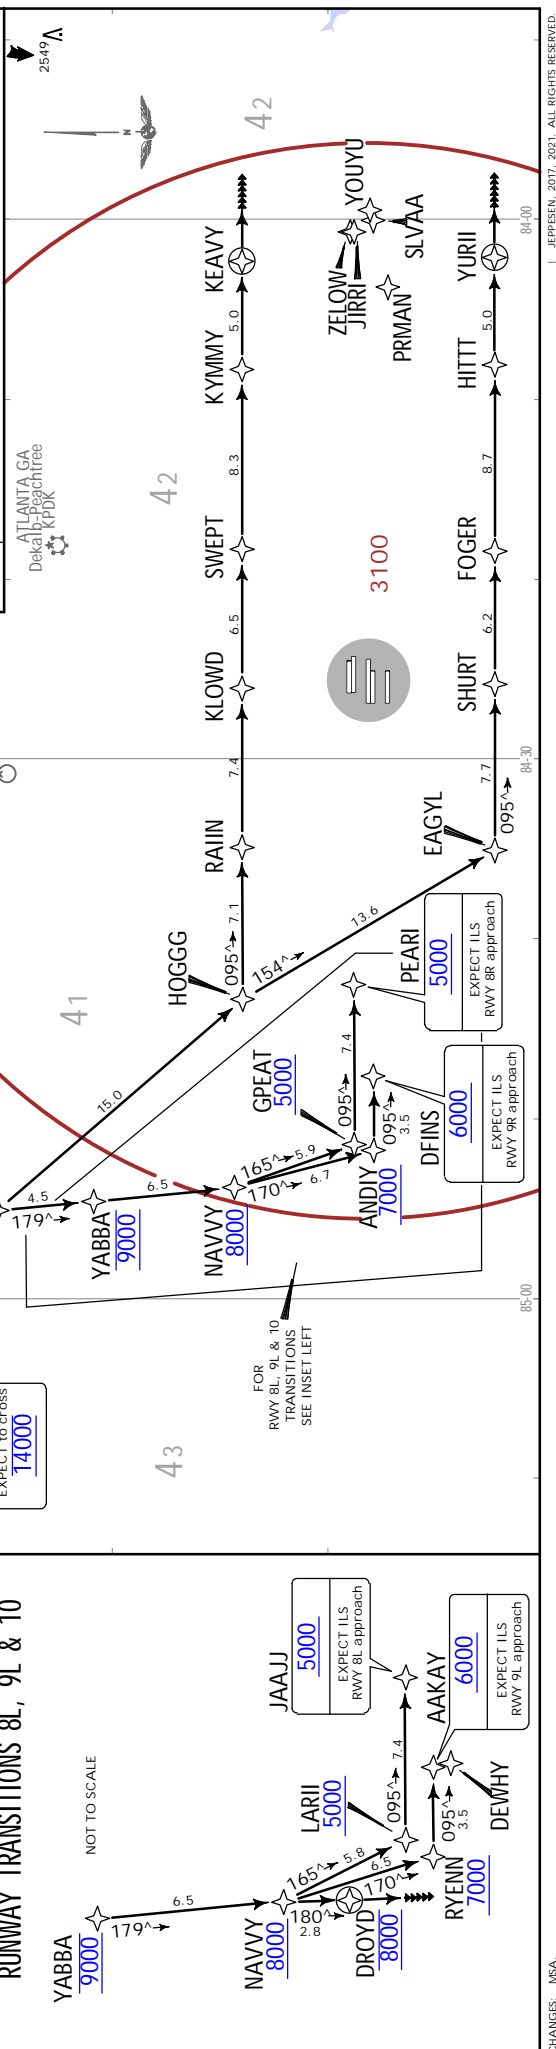 RUNWAY TRANSITIONS 8L, 9L & 10
NOT TO SCALE
YABBA
9000
179^
6.5
NAVVY
8000
165^
5.8
6.5
170^
180^
2.8
DROYD
8000
LARII
5000
095^
7.4
JAAJJ
5000
EXPECT ILS
RWY 8L approach
RYENN
7000
095^
3.5
AAKAY
6000
EXPECT ILS
RWY 9L approach
DEWHY
CHANGES: MSA.
EXPECT to cross
14000
43
FOR
RWY 8L, 9L & 10
TRANSITIONS
SEE INSET LEFT
85-00
179^
4.5
YABBA
9000
6.5
NAVVY
8000
165^
5.9
170^
6.7
GPEAT
5000
ANDIY
7000
095^
7.4
095^
3.5
DFINS
6000
EXPECT ILS
RWY 9R approach
PEARI
5000
EXPECT ILS
RWY 8R approach
15.0
41
HOGGG
095^
7.1
154^
13.6
RAIIN
7.4
EAGYL
095^
7.7
84-30
KLOWD
6.5
SWEPT
8.3
KYMMY
5.0
KEAVY
SHURT
6.2
FOGER
8.7
HITTT
5.0
YURII
3100
42
ATLANTA GA
Dekalb-Peachtree
KPDK
ZELOW
JIRRI
PRMAN
YOUYU
SLVAA
84-00
42
N
2549
| JEPPESEN, 2017, 2021. ALL RIGHTS RESERVED.